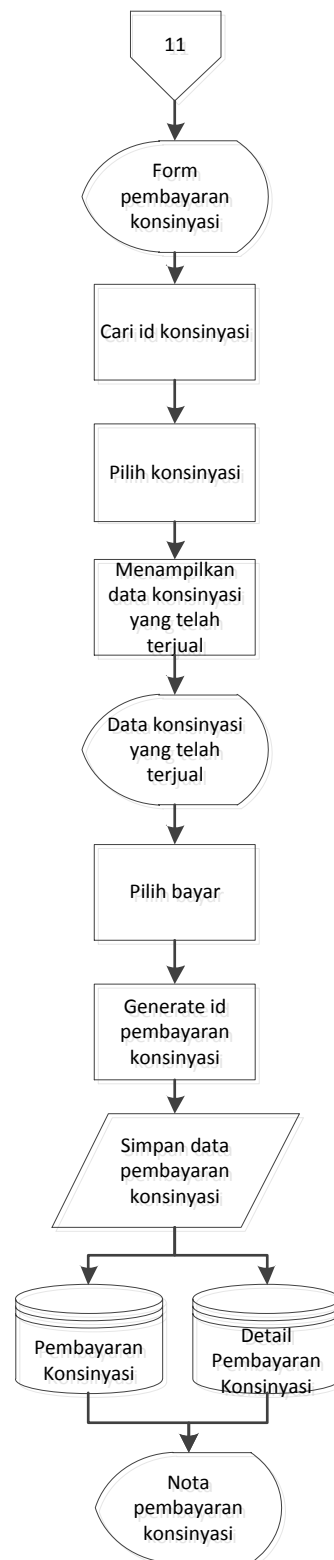 11
Form
pembayaran
konsinyasi
Cari id konsinyasi
Pilih konsinyasi
Menampilkan
data konsinyasi
yang telah
terjual
Data konsinyasi
yang telah
terjual
Pilih bayar
Generate id
pembayaran
konsinyasi
Simpan data
pembayaran
konsinyasi
Pembayaran
Konsinyasi
Detail
Pembayaran
Konsinyasi
Nota
pembayaran
konsinyasi